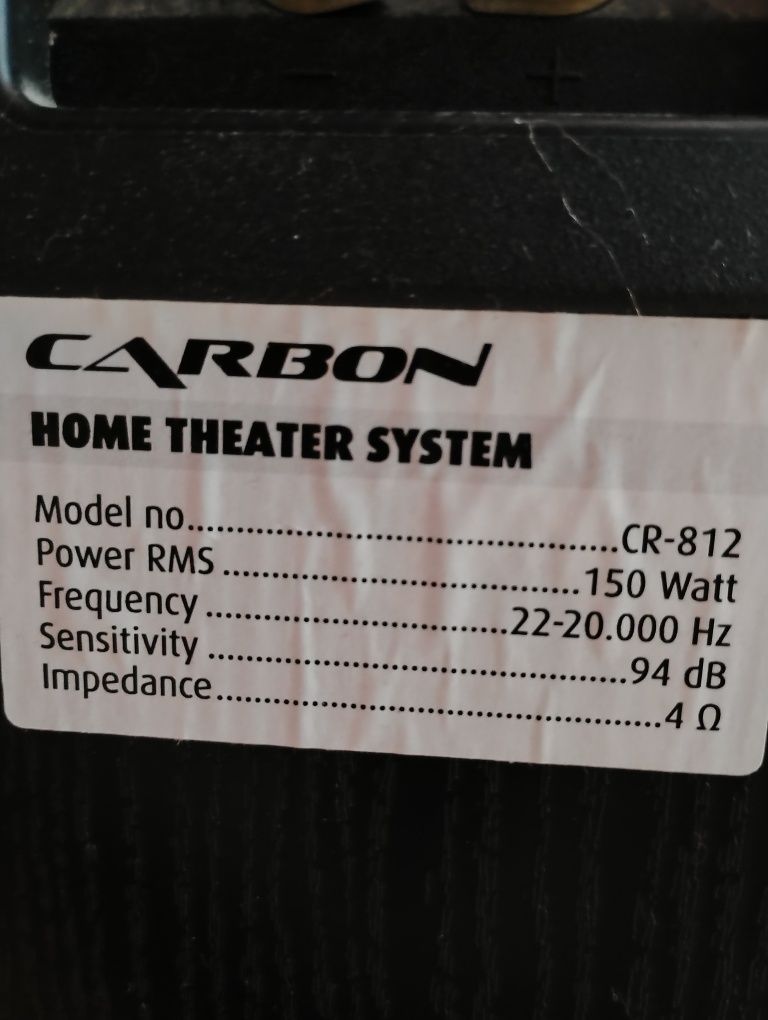 - +
CARBON
HOME THEATER SYSTEM
Model no..........................................CR-812
Power RMS ...................................150 Watt
Frequency .............................22-20.000 Hz
Sensitivity ........................................94 dB
Impedance...........................................4 Ω